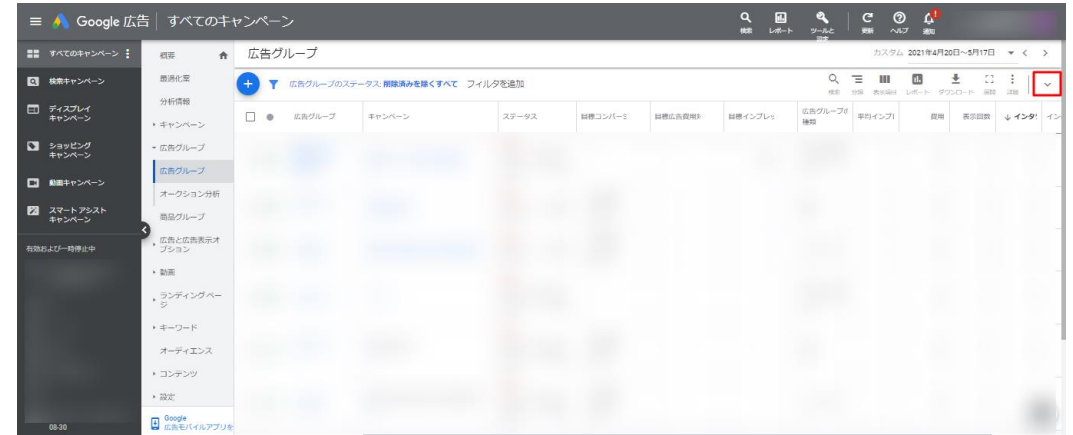 Google 広告 すべてのキャンペーン
検索
レポート
ツールと
設定
更新
ヘルプ
通知
すべてのキャンペーン
検索キャンペーン
ディスプレイ
キャンペーン
ショッピング
キャンペーン
動画キャンペーン
スマート アシスト
キャンペーン
有効および一時停止中
08-30
概要
最適化案
分析情報
キャンペーン
広告グループ
広告グループ
オークション分析
商品グループ
広告と広告表示オ
プション
動画
ランディングペー
ジ
キーワード
オーディエンス
コンテンツ
設定
Google
広告モバイルアプリを
広告グループ
カスタム 2021年4月20日～5月17日
広告グループのステータス: 削除済みを除くすべて フィルタを追加
検索
分割
表示項目
レポート
ダウンロード
展開
詳細
広告グループ
キャンペーン
ステータス
目標コンバー
目標広告費用
目標インプレ
広告グループの
種類
平均インプ
費用
表示回数
インタ
イン